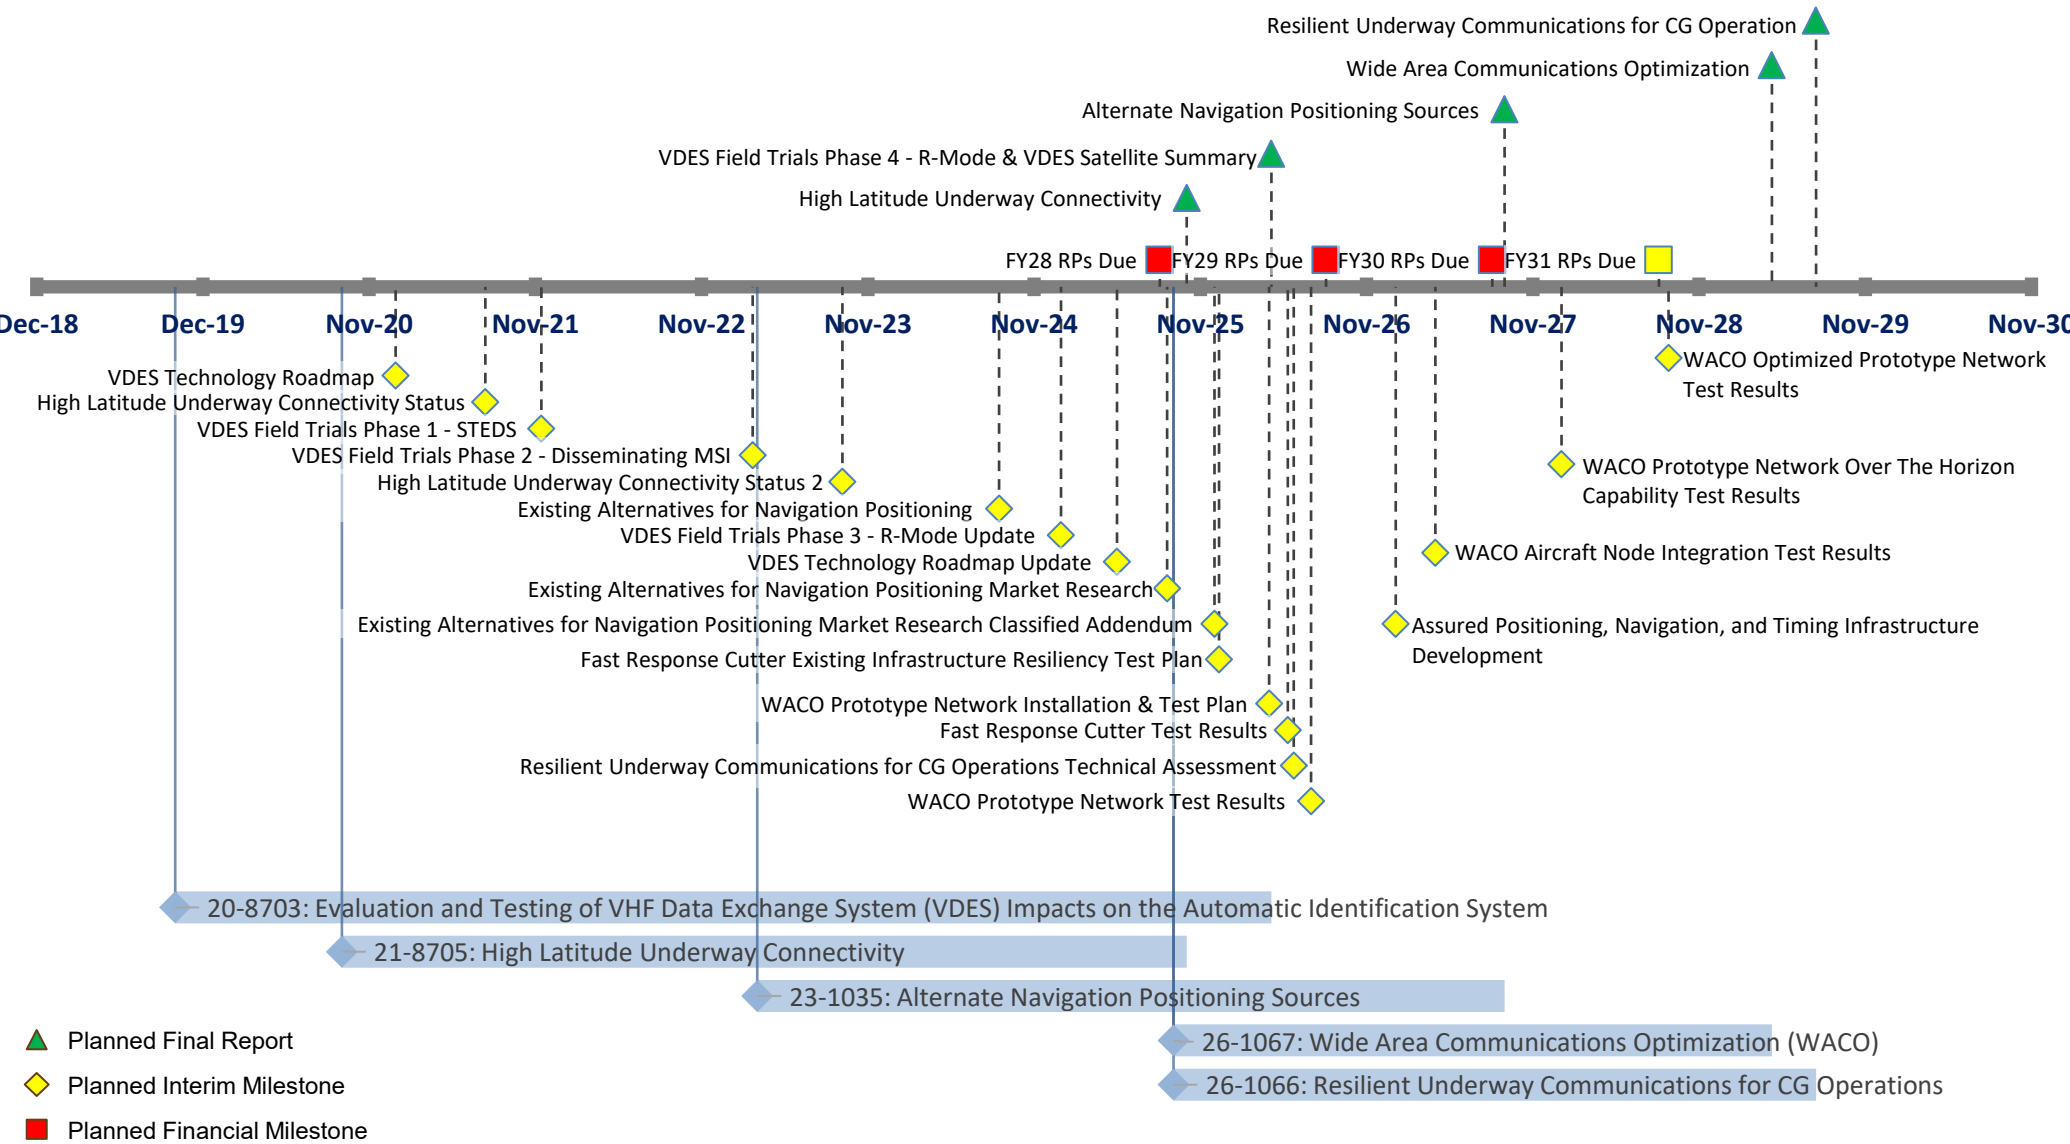 Resilient Underway Communications for CG Operation
Wide Area Communications Optimization
Alternate Navigation Positioning Sources
VDES Field Trials Phase 4 - R-Mode & VDES Satellite Summary
High Latitude Underway Connectivity
FY28 RPs Due FY29 RPs Due FY30 RPs Due FY31 RPs Due
Dec-18 Dec-19 Nov-20 Nov-21 Nov-22 Nov-23 Nov-24 Nov-25 Nov-26 Nov-27 Nov-28 Nov-29 Nov-30
VDES Technology Roadmap
High Latitude Underway Connectivity Status
VDES Field Trials Phase 1 - STEDS
VDES Field Trials Phase 2 - Disseminating MSI
High Latitude Underway Connectivity Status 2
Existing Alternatives for Navigation Positioning
VDES Field Trials Phase 3 - R-Mode Update
VDES Technology Roadmap Update
Existing Alternatives for Navigation Positioning Market Research
Existing Alternatives for Navigation Positioning Market Research Classified Addendum
Fast Response Cutter Existing Infrastructure Resiliency Test Plan
WACO Prototype Network Installation & Test Plan
Fast Response Cutter Test Results
Resilient Underway Communications for CG Operations Technical Assessment
WACO Prototype Network Test Results
WACO Optimized Prototype Network
Test Results
WACO Prototype Network Over The Horizon
Capability Test Results
WACO Aircraft Node Integration Test Results
Assured Positioning, Navigation, and Timing Infrastructure
Development
20-8703: Evaluation and Testing of VHF Data Exchange System (VDES) Impacts on the Automatic Identification System
21-8705: High Latitude Underway Connectivity
23-1035: Alternate Navigation Positioning Sources
26-1067: Wide Area Communications Optimization (WACO)
26-1066: Resilient Underway Communications for CG Operations
Planned Final Report
Planned Interim Milestone
Planned Financial Milestone